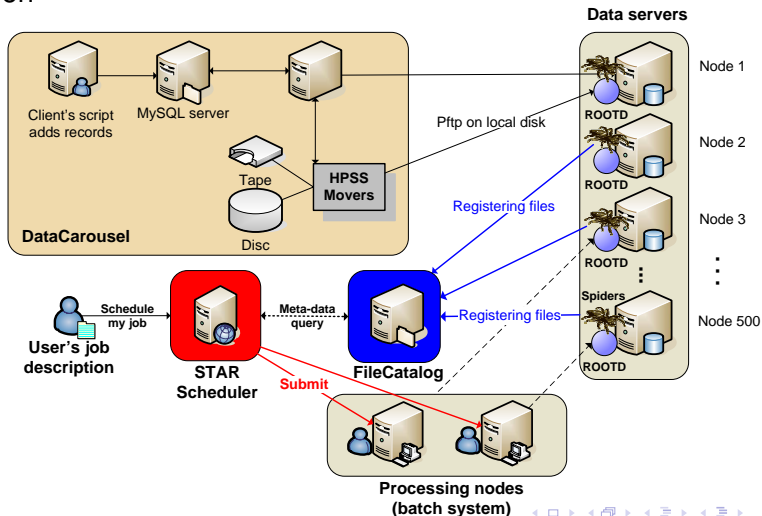 Data servers
Client's script
adds records
MySQL server
Tape
Disc
HPSS
Movers
DataCarousel
Pftp on local disk
ROOTD
Node 1
ROOTD
Node 2
Registering files
ROOTD
Node 3
Spiders
ROOTD
Node 500
Registering files
User's job
description
Schedule
my job
STAR
Scheduler
Meta-data
query
FileCatalog
Submit
Processing nodes
(batch system)